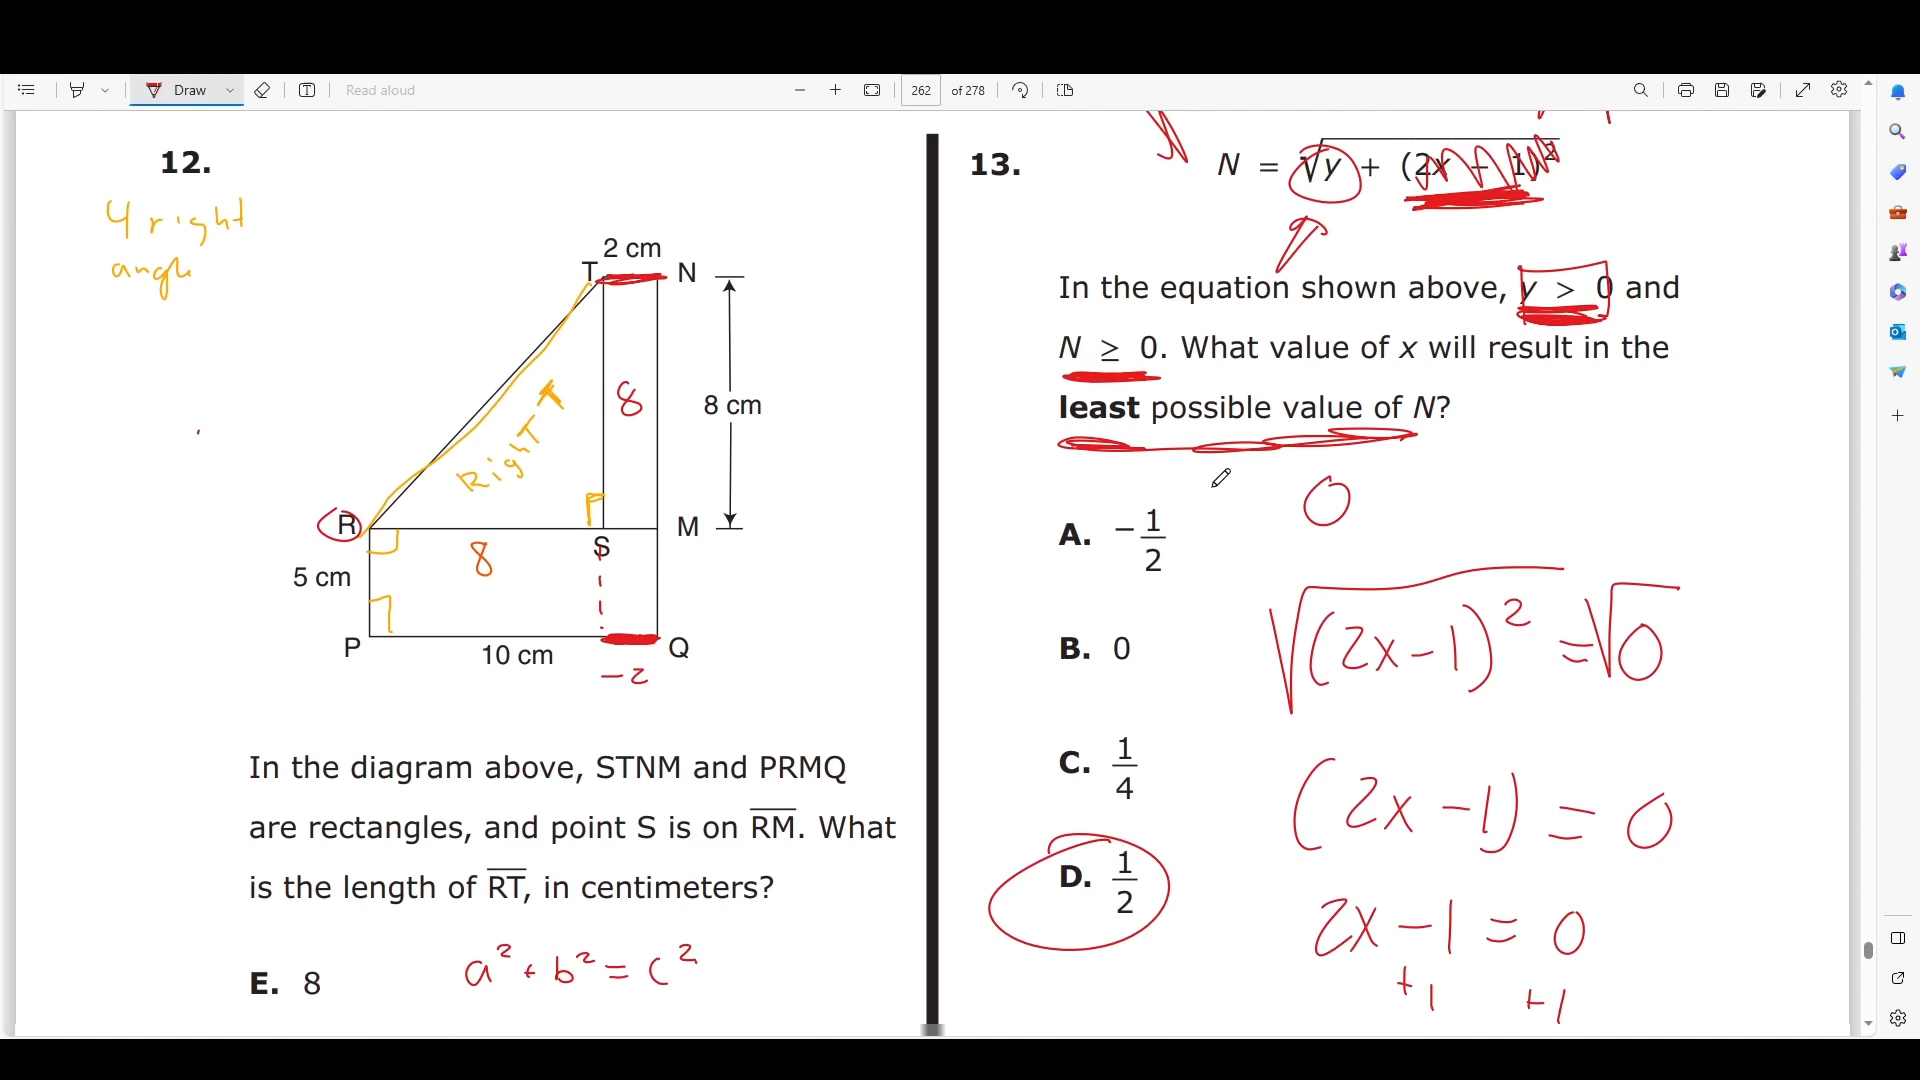 Draw
Read aloud
262 of 278
12.
4 right
angle
2 cm
T N
8
8 cm
Right T
R M
8 S
5 cm
P Q
10 cm
-2
In the diagram above, STNM and PRMQ
are rectangles, and point S is on RM. What
is the length of RT, in centimeters?
E. 8
a² + b² = c²
13.
N = √y + (2x − 1)²
In the equation shown above, y > 0 and
N ≥ 0. What value of x will result in the
least possible value of N?
0
A. −1/2
B. 0
C. 1/4
D. 1/2
√(2x-1)² = √0
(2x-1) = 0
2x-1 = 0
+1 +1